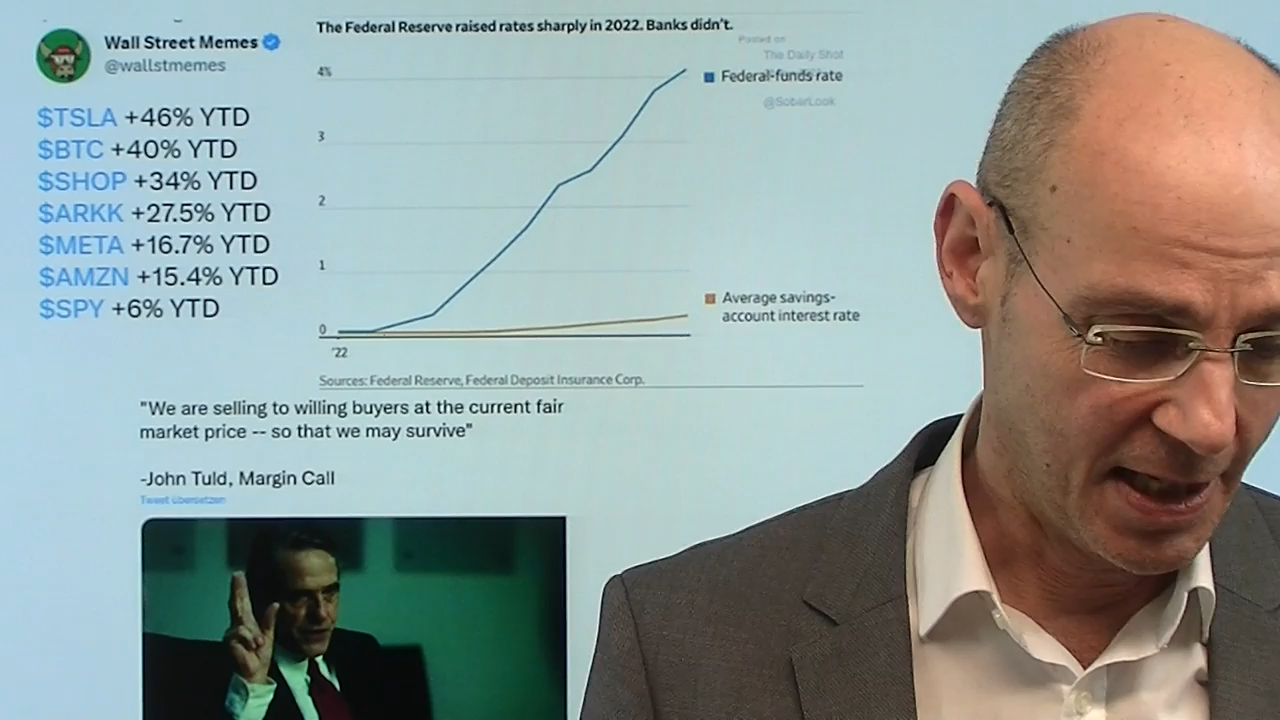 Wall Street Memes
@wallstmemes
$TSLA +46% YTD
$BTC +40% YTD
$SHOP +34% YTD
$ARKK +27.5% YTD
$META +16.7% YTD
$AMZN +15.4% YTD
$SPY +6% YTD
The Federal Reserve raised rates sharply in 2022. Banks didn't.
Posted on
The Daily Shot
@SoberLook
4%
3
2
1
0
'22
Federal-funds rate
Average savings-
account interest rate
Sources: Federal Reserve, Federal Deposit Insurance Corp.
"We are selling to willing buyers at the current fair
market price -- so that we may survive"
-John Tuld, Margin Call
Tweet übersetzen